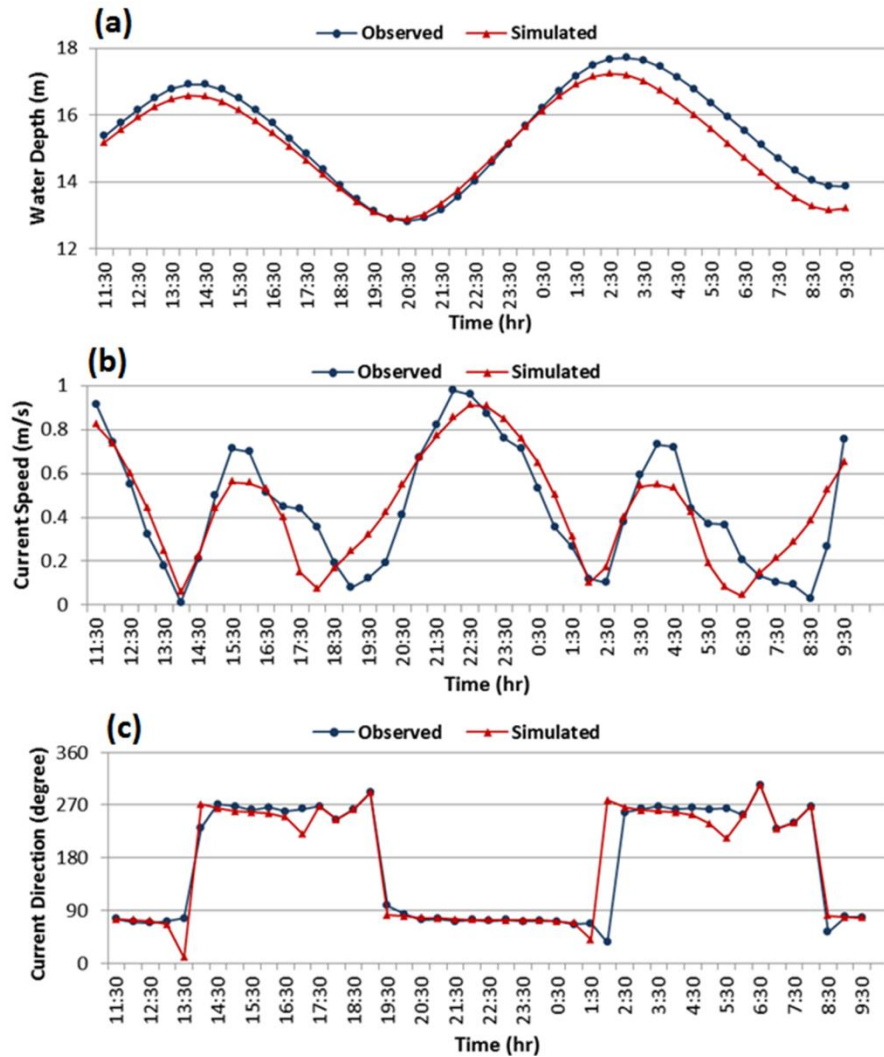 (a)
Observed Simulated
Water Depth (m)
18
16
14
12
11:30 12:30 13:30 14:30 15:30 16:30 17:30 18:30 19:30 20:30 21:30 22:30 23:30 0:30 1:30 2:30 3:30 4:30 5:30 6:30 7:30 8:30 9:30
Time (hr)
(b)
Observed Simulated
Current Speed (m/s)
1
0.8
0.6
0.4
0.2
0
11:30 12:30 13:30 14:30 15:30 16:30 17:30 18:30 19:30 20:30 21:30 22:30 23:30 0:30 1:30 2:30 3:30 4:30 5:30 6:30 7:30 8:30 9:30
Time (hr)
(c)
Observed Simulated
Current Direction (degree)
360
270
180
90
0
11:30 12:30 13:30 14:30 15:30 16:30 17:30 18:30 19:30 20:30 21:30 22:30 23:30 0:30 1:30 2:30 3:30 4:30 5:30 6:30 7:30 8:30 9:30
Time (hr)